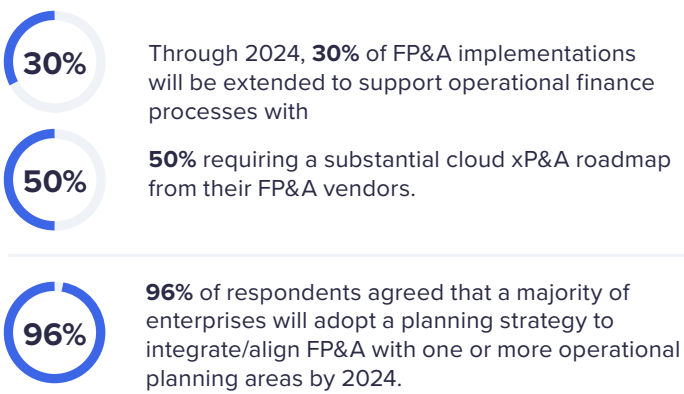 30%
Through 2024, 30% of FP&A implementations
will be extended to support operational finance
processes with
50%
50% requiring a substantial cloud xP&A roadmap
from their FP&A vendors.
96%
96% of respondents agreed that a majority of
enterprises will adopt a planning strategy to
integrate/align FP&A with one or more operational
planning areas by 2024.